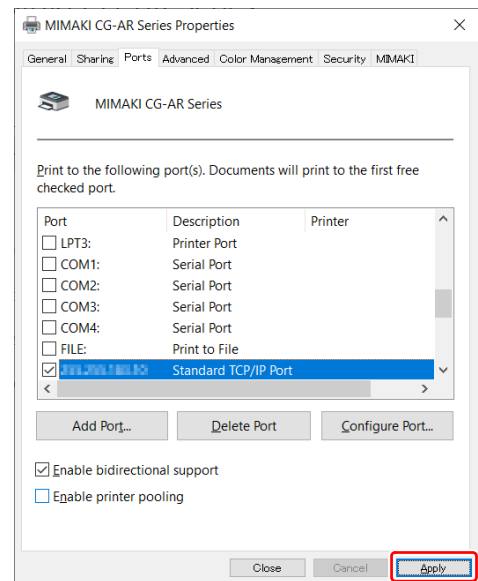 MIMAKI CG-AR Series Properties
General Sharing Ports Advanced Color Management Security MIMAKI
MIMAKI CG-AR Series
Print to the following port(s). Documents will print to the first free
checked port.
Port Description Printer
LPT3: Printer Port
COM1: Serial Port
COM2: Serial Port
COM3: Serial Port
COM4: Serial Port
FILE: Print to File
Standard TCP/IP Port
Add Port... Delete Port Configure Port...
Enable bidirectional support
Enable printer pooling
Close Cancel Apply